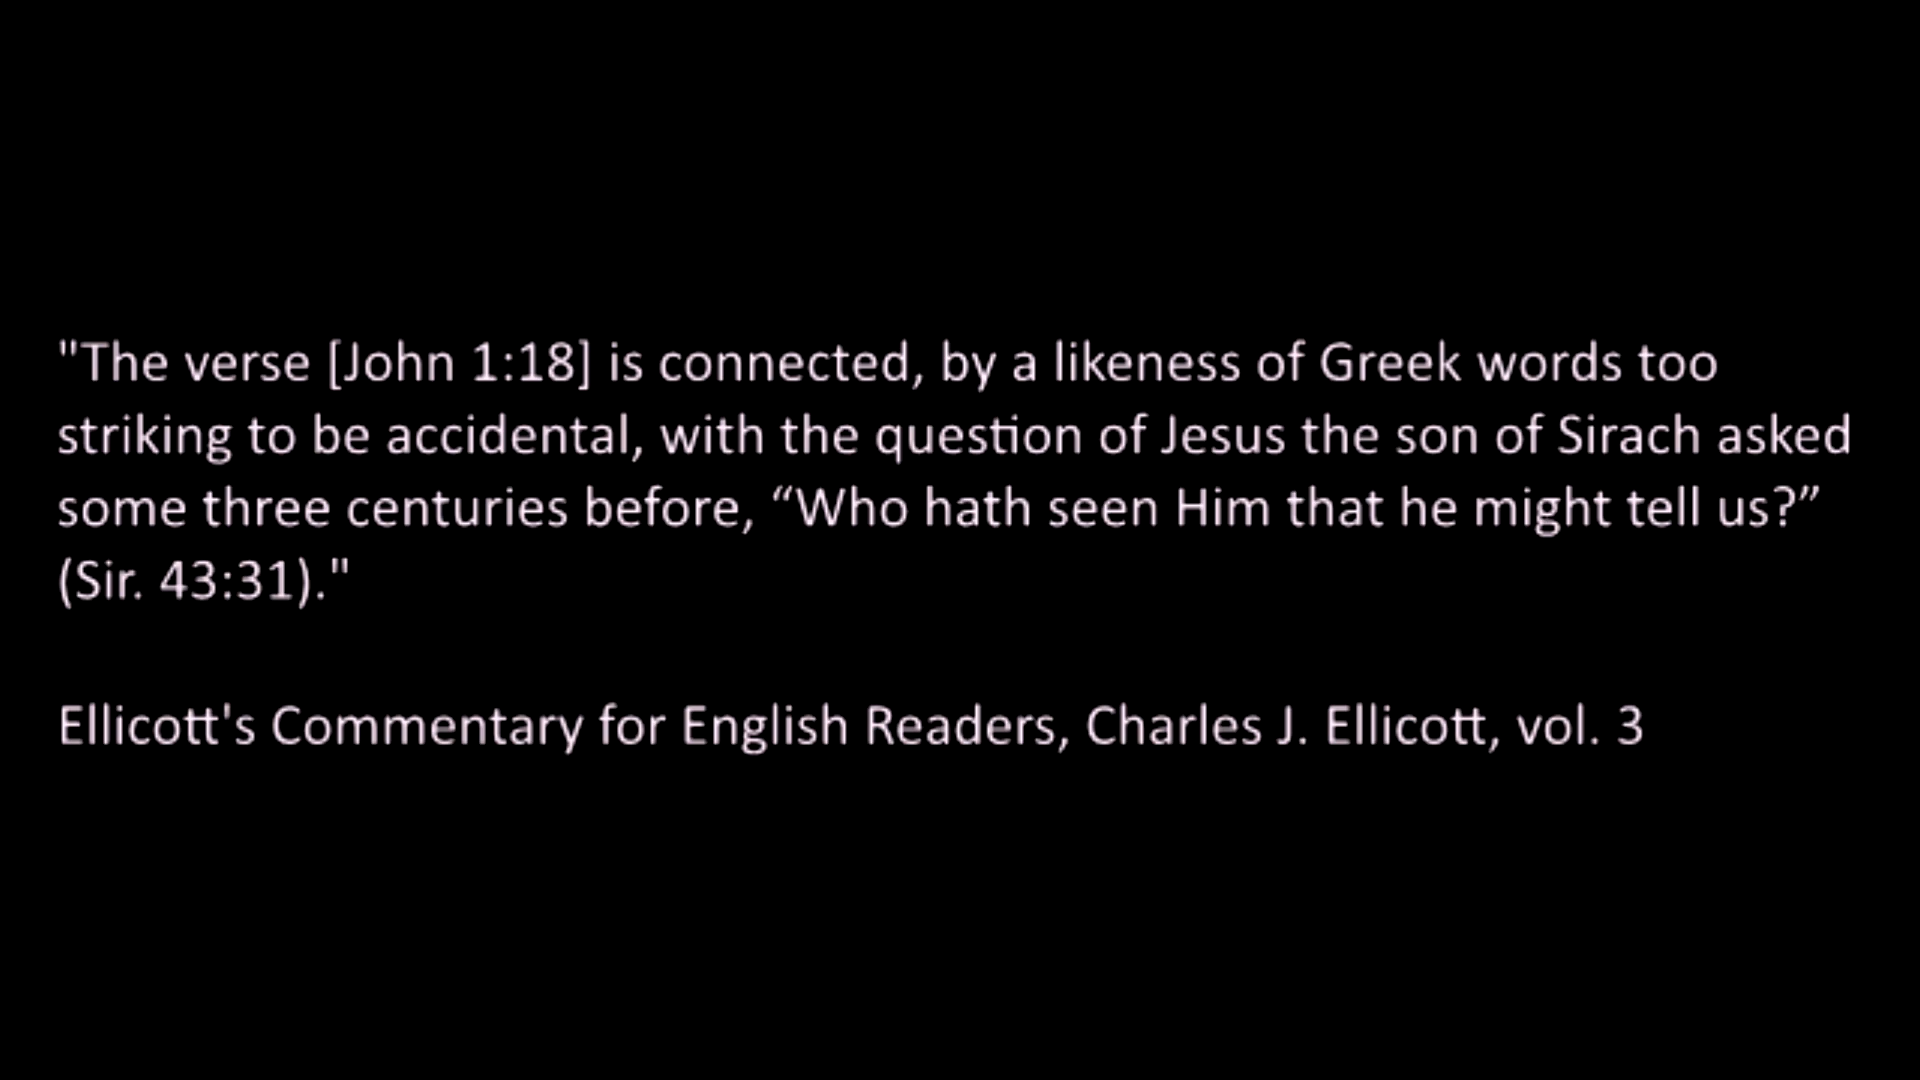 "The verse [John 1:18] is connected, by a likeness of Greek words too
striking to be accidental, with the question of Jesus the son of Sirach asked
some three centuries before, “Who hath seen Him that he might tell us?”
(Sir. 43:31)."
Ellicott's Commentary for English Readers, Charles J. Ellicott, vol. 3